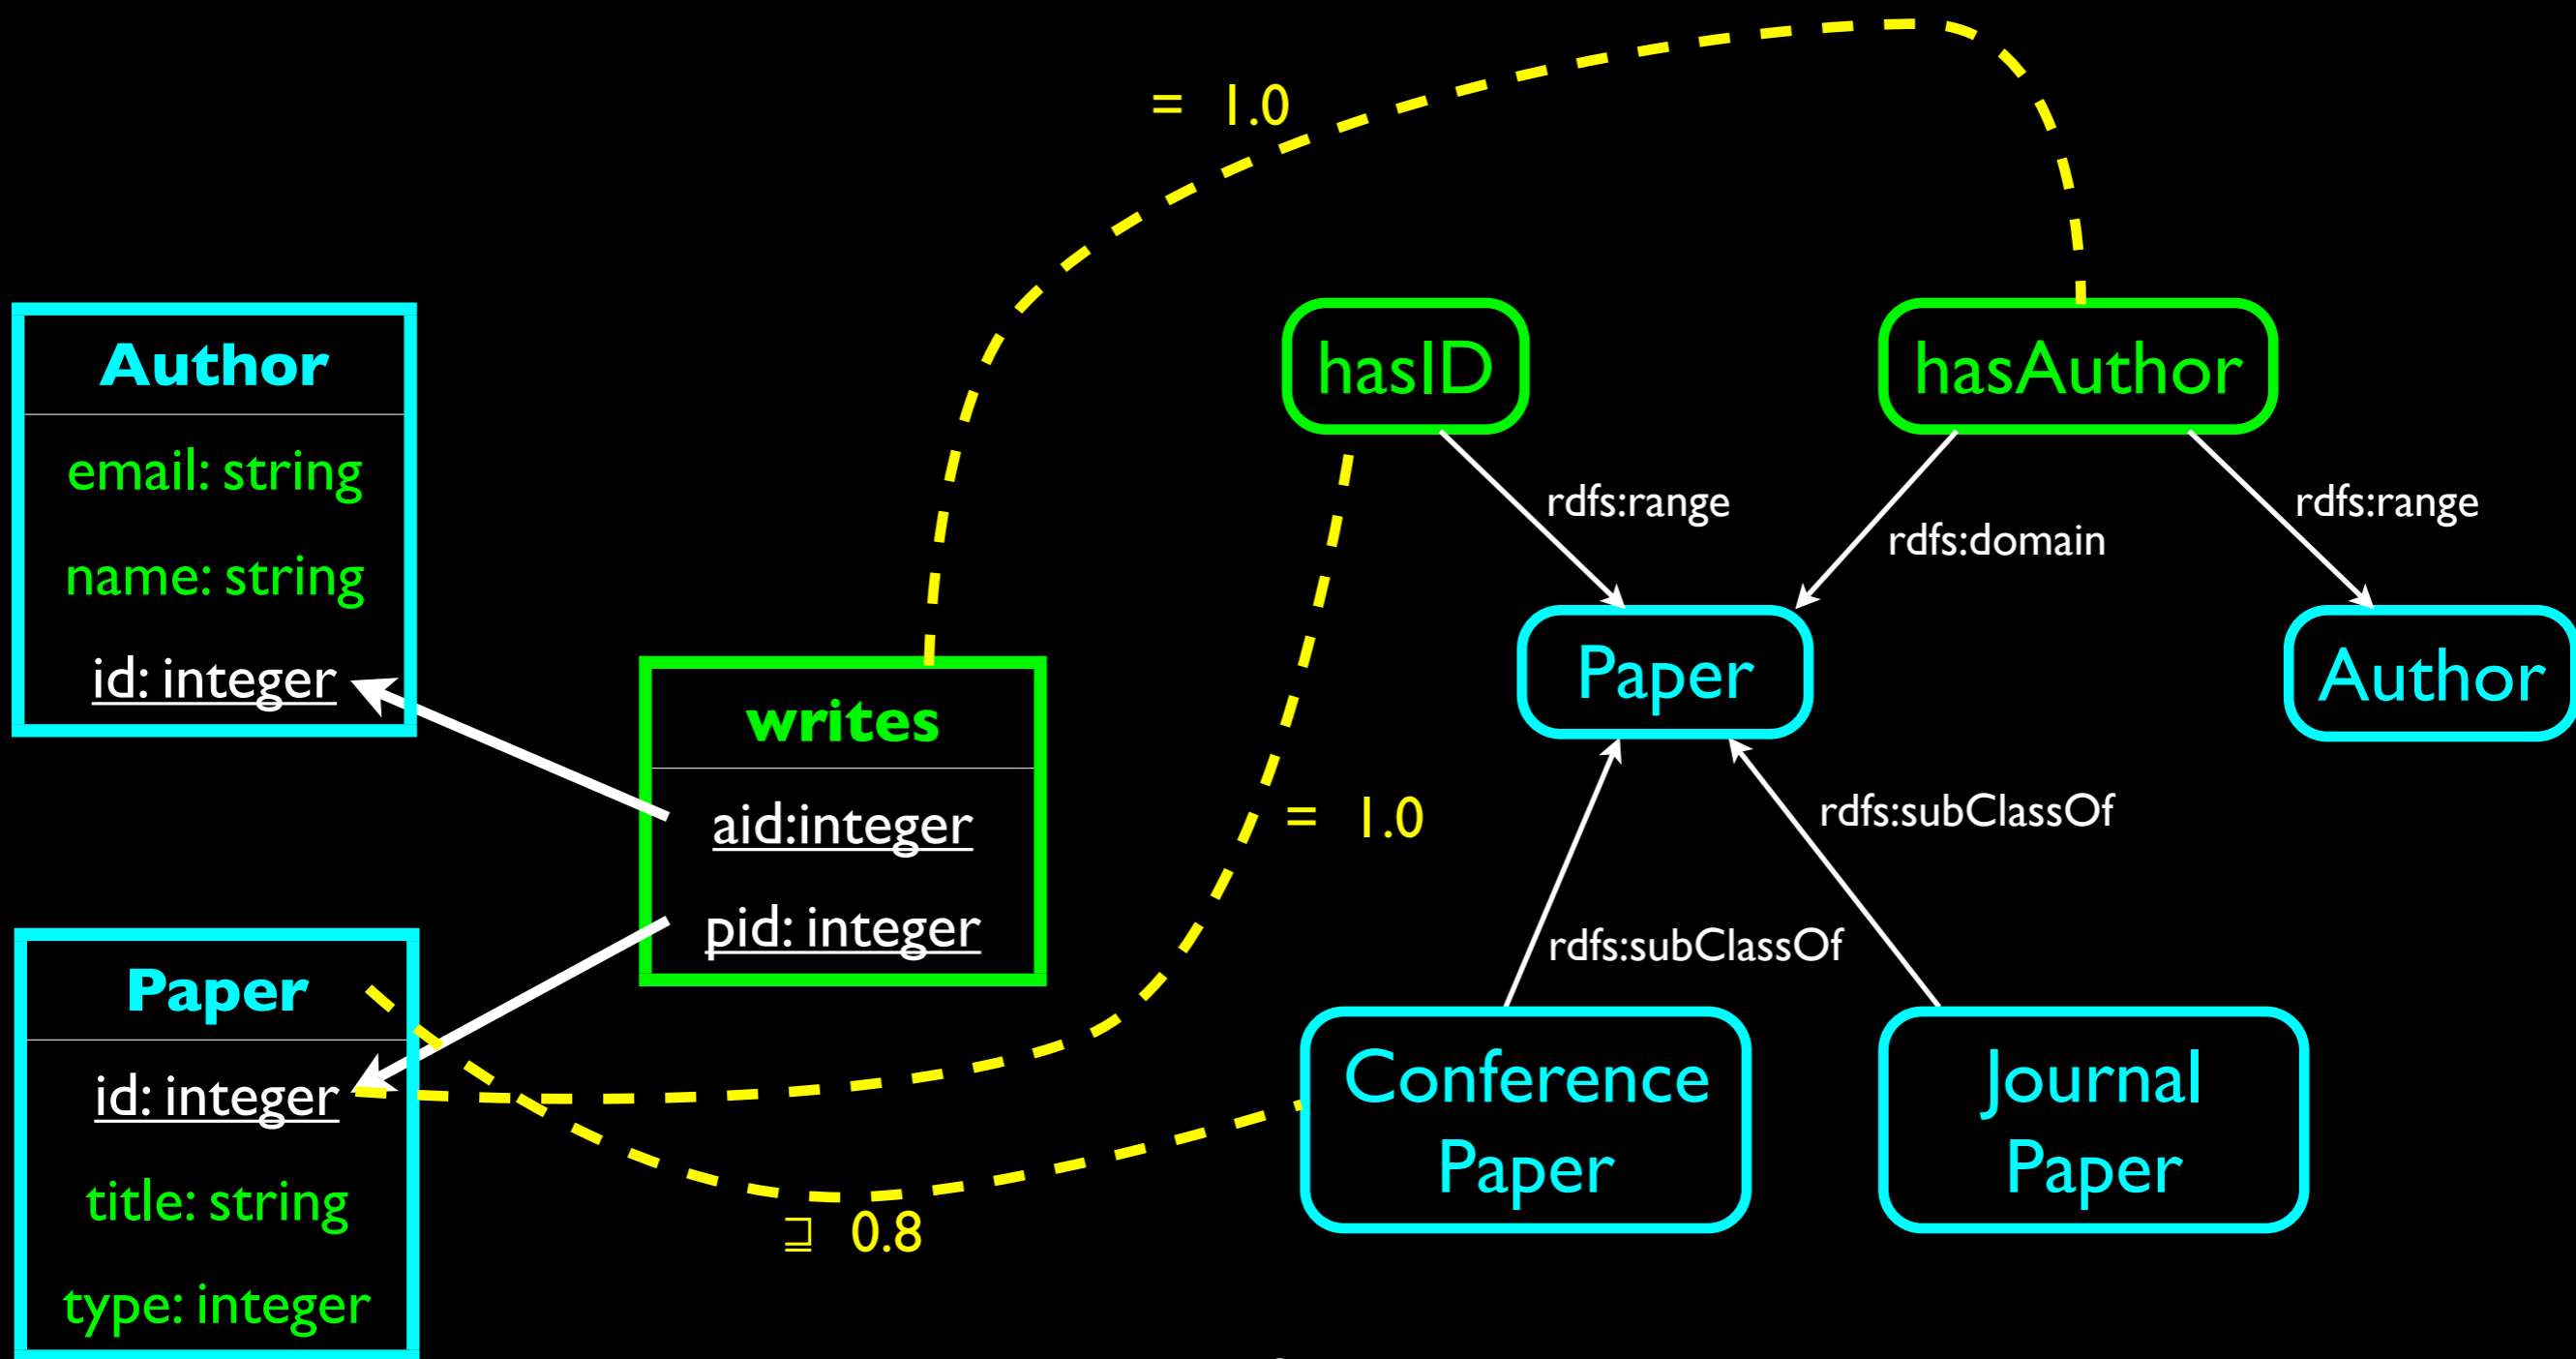 = 1.0
Author
email: string
name: string
id: integer
writes
aid:integer
pid: integer
Paper
id: integer
title: string
type: integer
⊒ 0.8
= 1.0
hasID
hasAuthor
rdfs:range
rdfs:domain
rdfs:range
Paper
Author
rdfs:subClassOf
rdfs:subClassOf
Conference
Paper
Journal
Paper